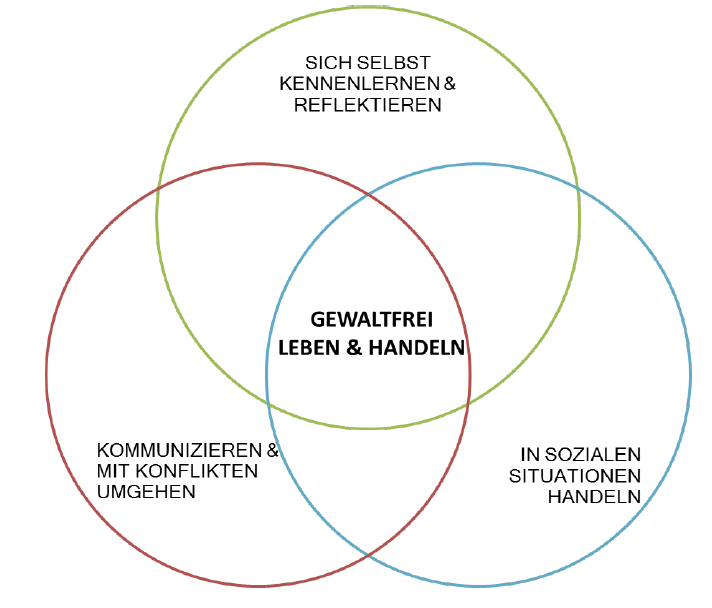 SICH SELBST
KENNENLERNEN &
REFLEKTIEREN
GEWALTFREI
LEBEN & HANDELN
KOMMUNIZIEREN &
MIT KONFLIKTEN
UMGEHEN
IN SOZIALEN
SITUATIONEN
HANDELN